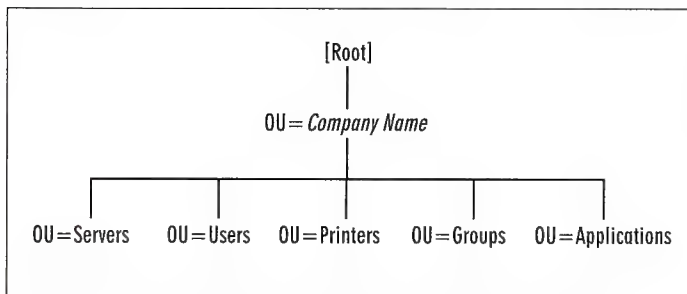 [Root]
OU=Company Name
OU=Servers OU=Users OU=Printers OU=Groups OU=Applications